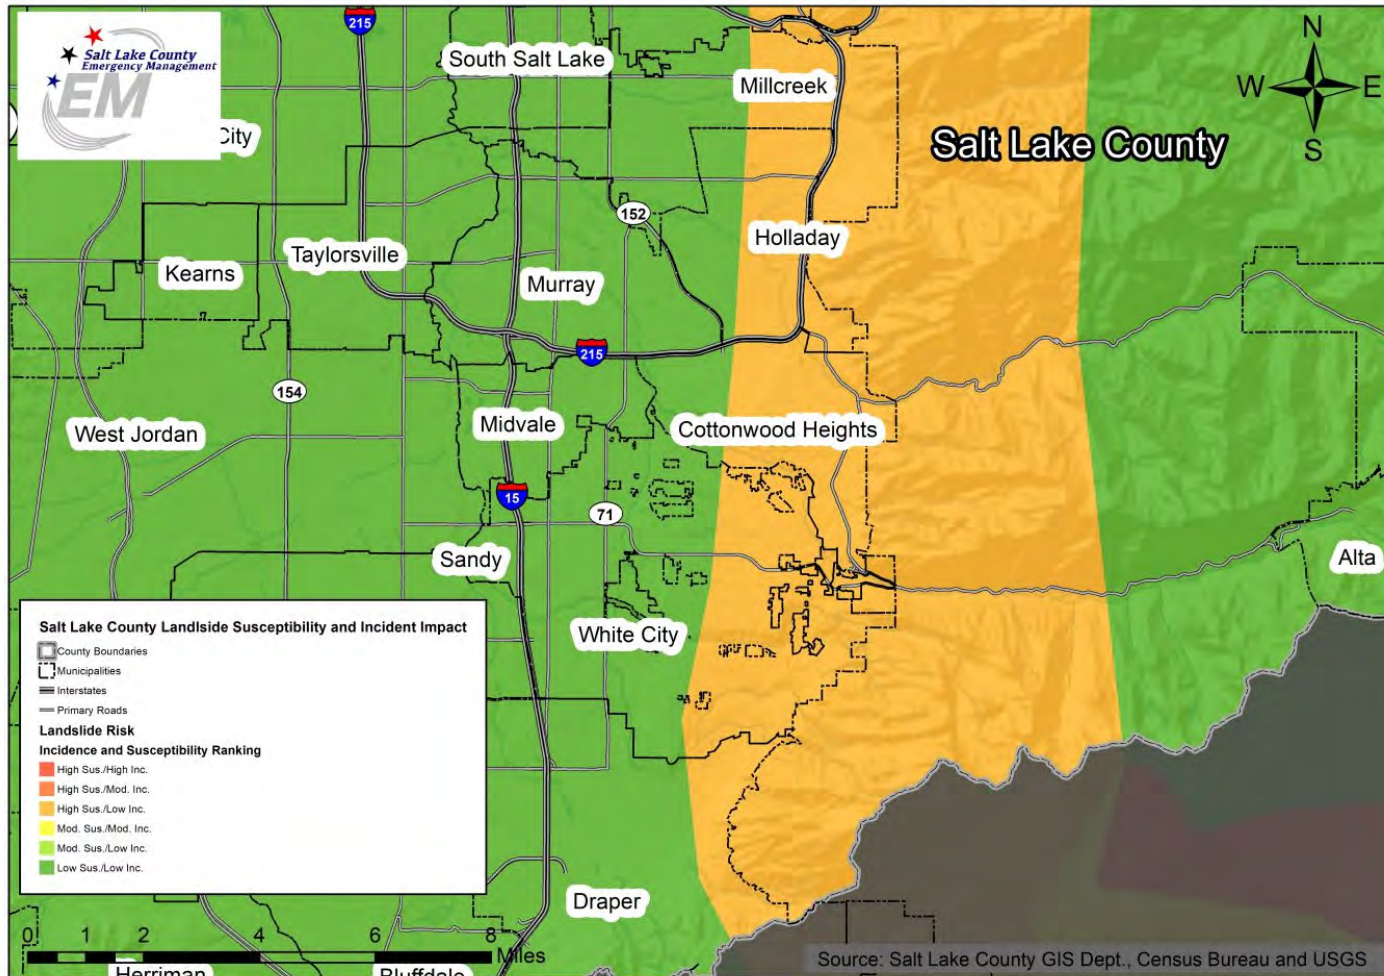 215
Salt Lake County
Emergency Management
EM
City
South Salt Lake
Millcreek
N
W E
S
Salt Lake County
152
Holladay
Taylorsville
Kearns
Murray
215
154
West Jordan
Midvale
Cottonwood Heights
15
71
Sandy
Alta
White City
Salt Lake County Landlside Susceptibility and Incident Impact
County Boundaries
Municipalities
Interstates
Primary Roads
Landslide Risk
Incidence and Susceptibility Ranking
High Sus./High Inc.
High Sus./Mod. Inc.
High Sus./Low Inc.
Mod. Sus./Mod. Inc.
Mod. Sus./Low Inc.
Low Sus./Low Inc.
Draper
0 1 2 4 6 8
Miles
Herriman
Bluffdale
Source: Salt Lake County GIS Dept., Census Bureau and USGS